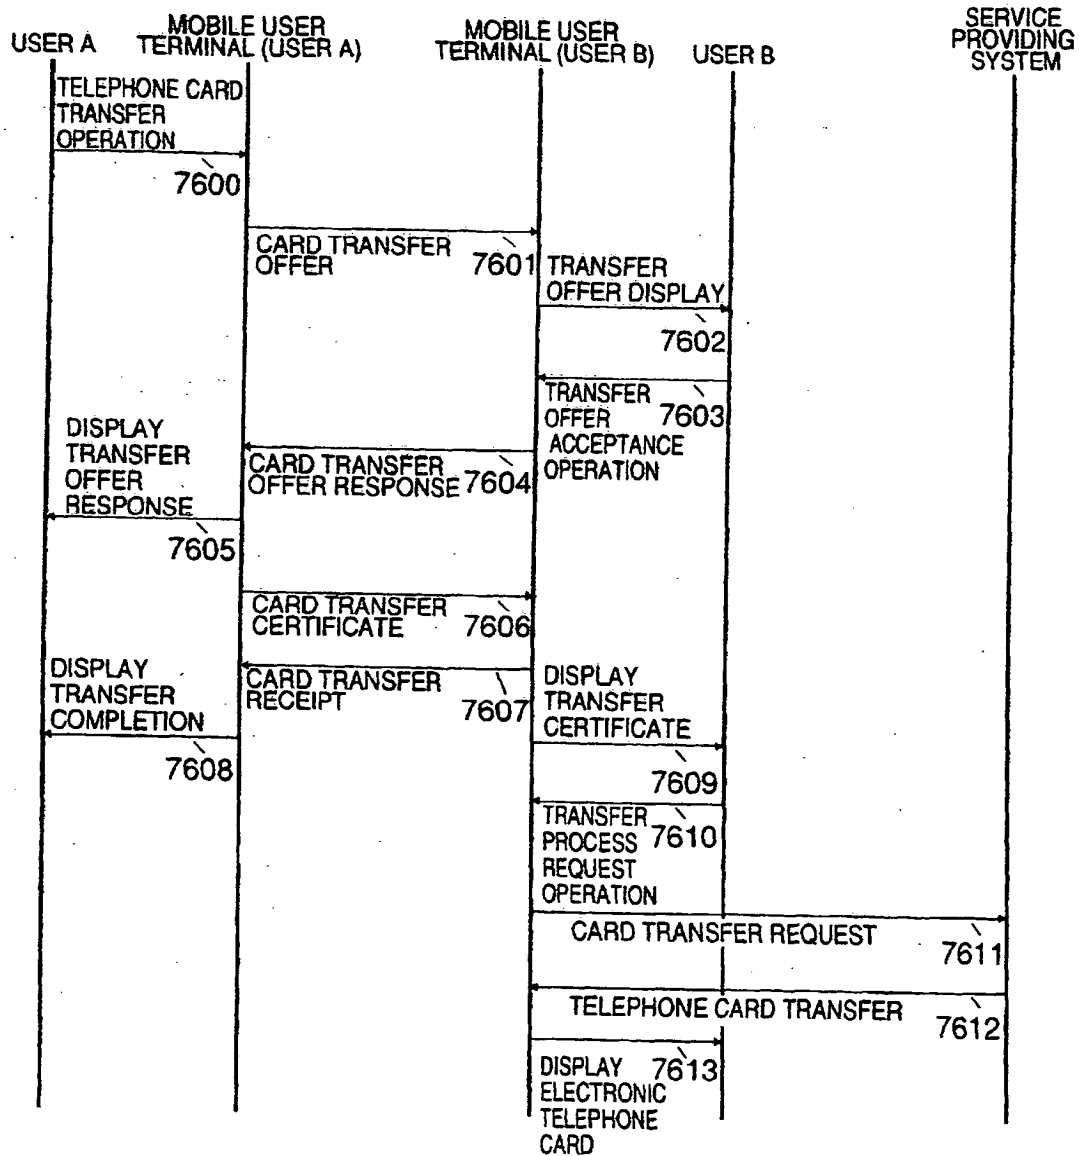 USER A
MOBILE USER
TERMINAL (USER A)
MOBILE USER
TERMINAL (USER B)
USER B
SERVICE
PROVIDING
SYSTEM
TELEPHONE CARD
TRANSFER
OPERATION
7600
CARD TRANSFER
OFFER
7601
TRANSFER
OFFER DISPLAY
7602
TRANSFER
OFFER
ACCEPTANCE
OPERATION
7603
CARD TRANSFER
OFFER RESPONSE
7604
DISPLAY
TRANSFER
OFFER
RESPONSE
7605
CARD TRANSFER
CERTIFICATE
7606
CARD TRANSFER
RECEIPT
7607
DISPLAY
TRANSFER
COMPLETION
7608
DISPLAY
TRANSFER
CERTIFICATE
7609
TRANSFER
PROCESS
REQUEST
OPERATION
7610
CARD TRANSFER REQUEST
7611
TELEPHONE CARD TRANSFER
7612
DISPLAY
ELECTRONIC
TELEPHONE
CARD
7613